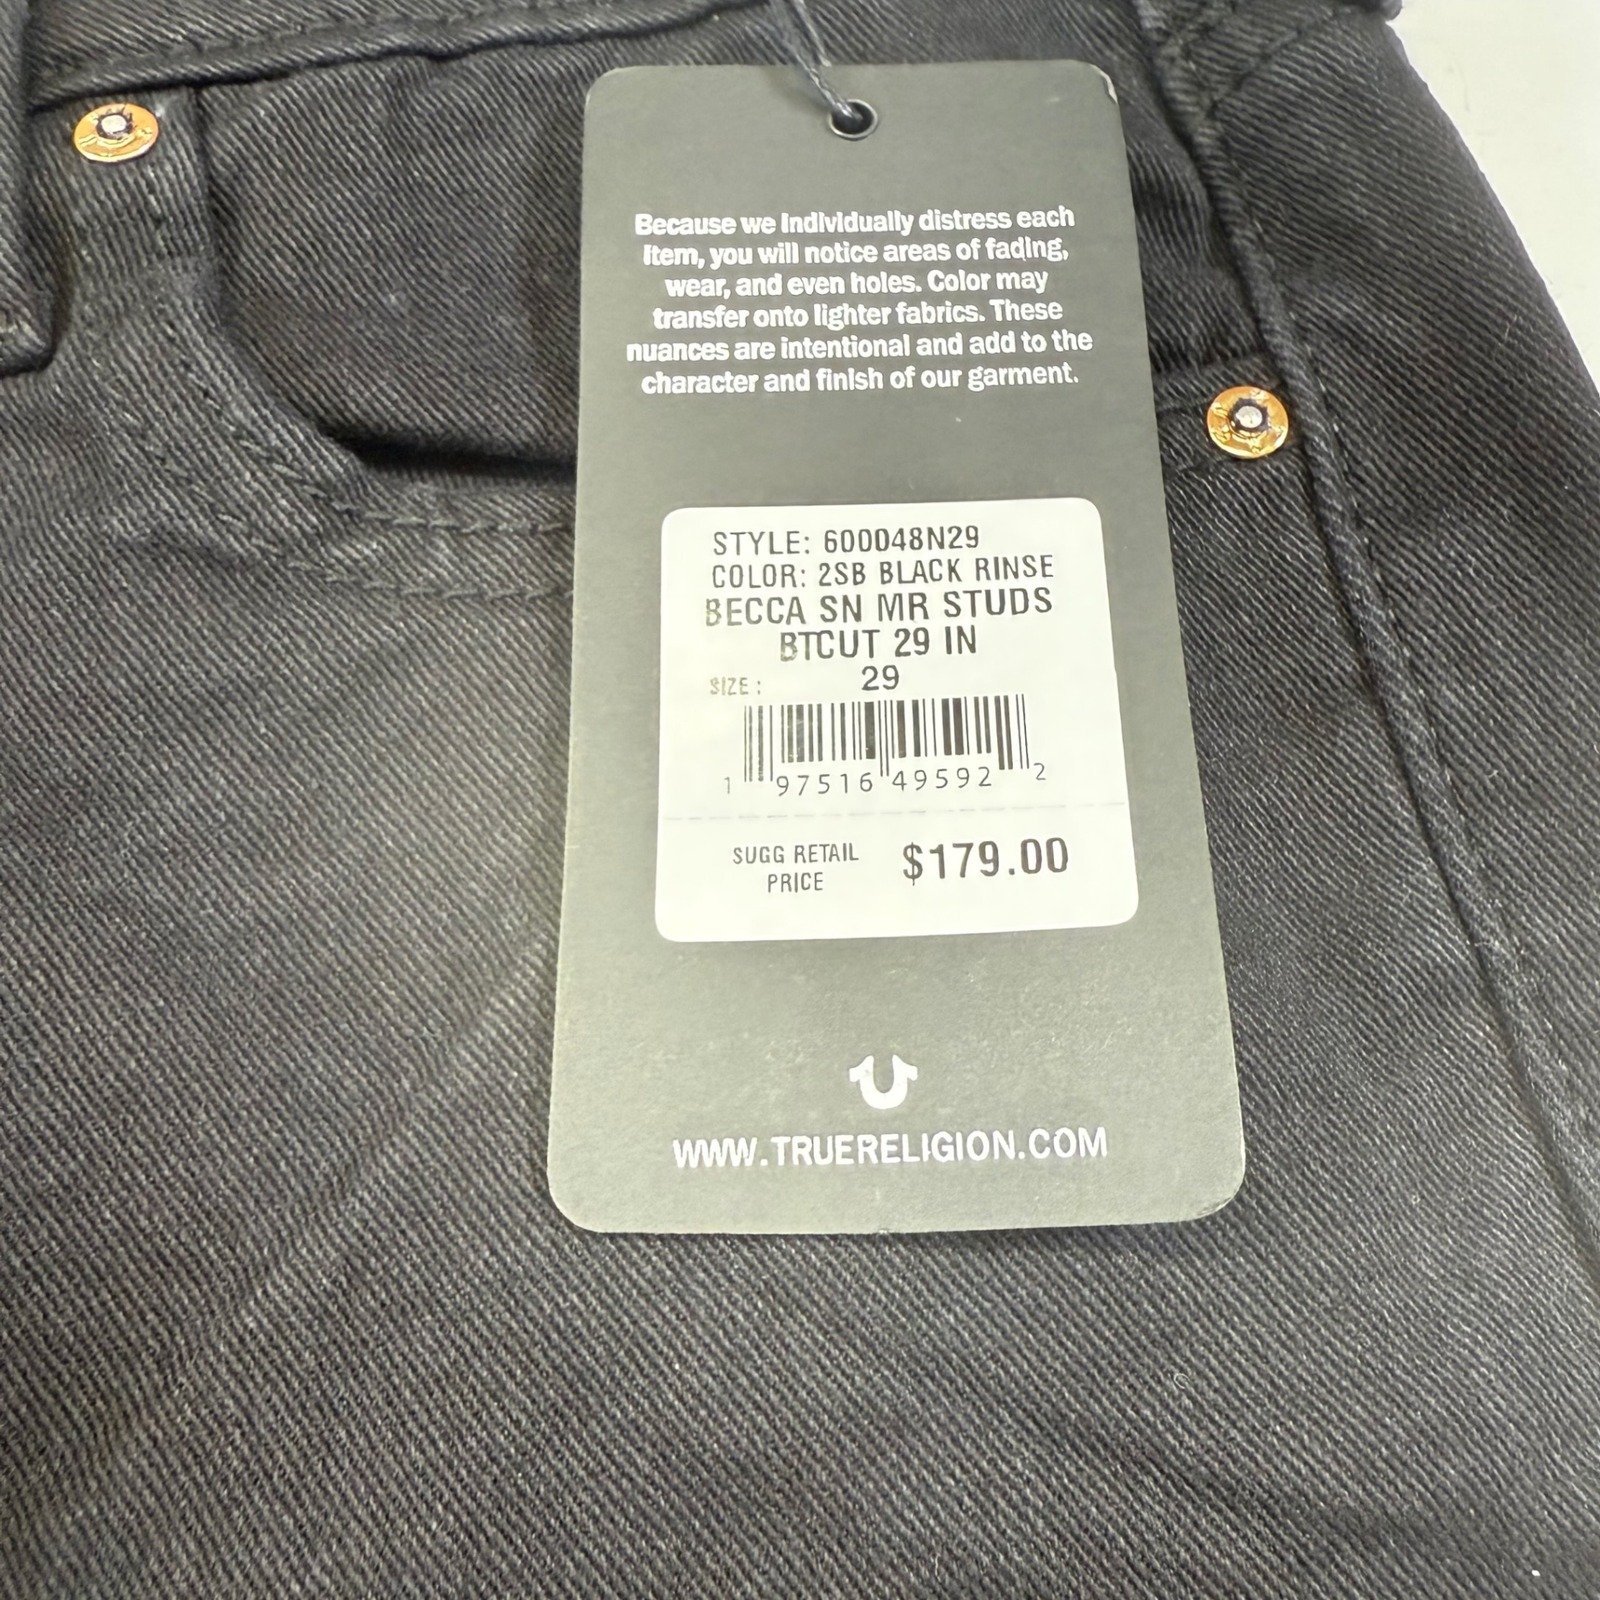 Because we individually distress each
item, you will notice areas of fading,
wear, and even holes. Color may
transfer onto lighter fabrics. These
nuances are intentional and add to the
character and finish of our garment.
STYLE: 600048N29
COLOR: 2SB BLACK RINSE
BECCA SN MR STUDS
BTCUT 29 IN
SIZE: 29
1 97516 49592 2
SUGG RETAIL PRICE $179.00
WWW.TRUERELIGION.COM